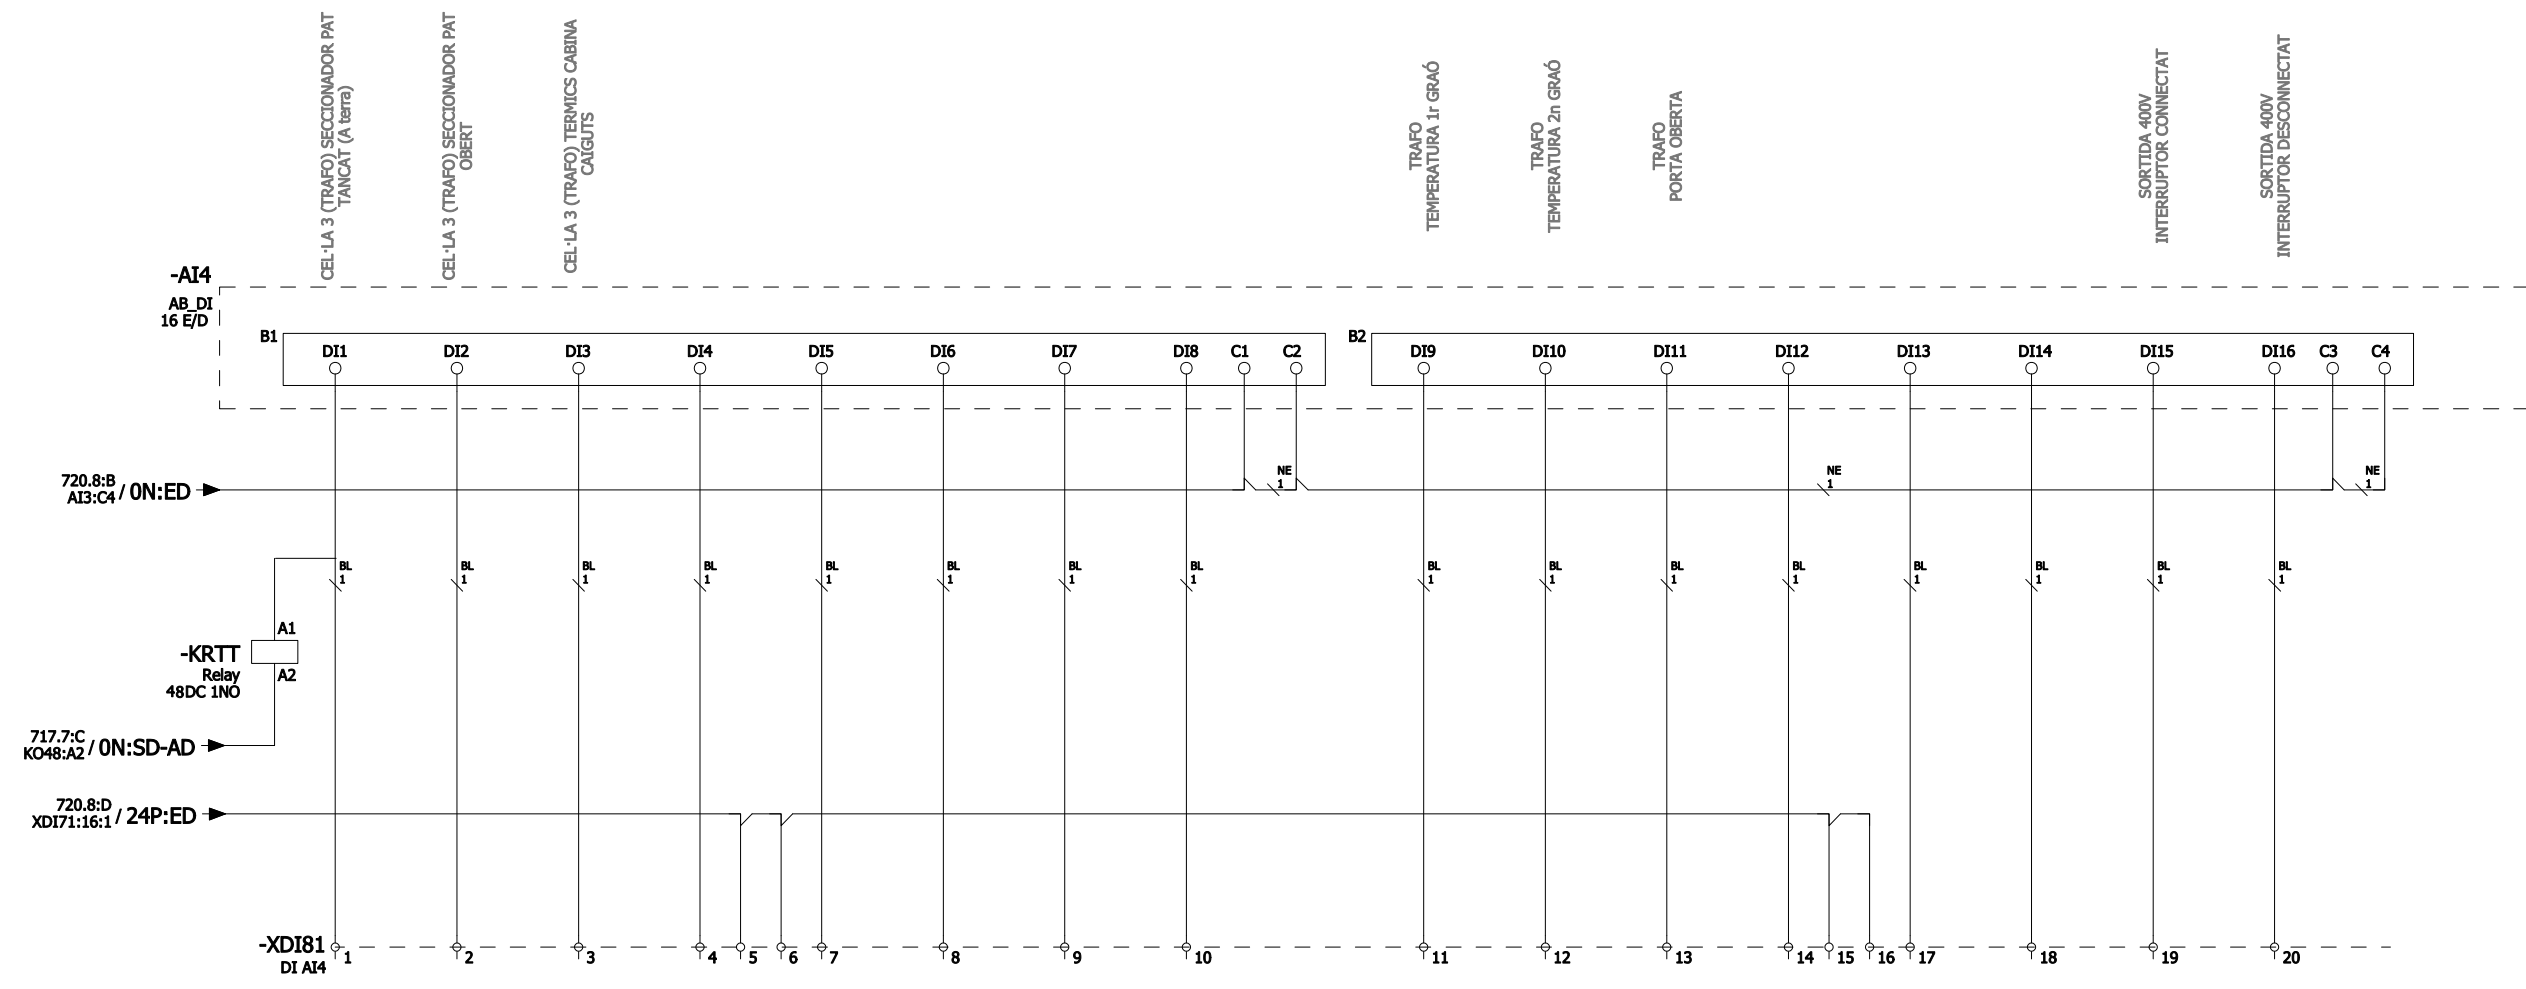 CEL·LA 3 (TRAFO) SECCIONADOR PAT
TANCAT (A terra)
CEL·LA 3 (TRAFO) SECCIONADOR PAT
OBERT
CEL·LA 3 (TRAFO) TERMICS CABINA
CAIGUTS
TRAFO
TEMPERATURA 1r GRAÓ
TRAFO
TEMPERATURA 2n GRAÓ
TRAFO
PORTA OBERTA
SORTIDA 400V
INTERRUPTOR CONNECTAT
SORTIDA 400V
INTERRUPTOR DESCONNECTAT
-AI4
AB_DI
16 E/D
B1
DI1 DI2 DI3 DI4 DI5 DI6 DI7 DI8 C1 C2
B2
DI9 DI10 DI11 DI12 DI13 DI14 DI15 DI16 C3 C4
720.8:B
AI3:C4 / 0N:ED
NE NE NE
1 1 1
BL BL BL BL BL BL BL BL BL BL BL BL BL BL BL BL
1 1 1 1 1 1 1 1 1 1 1 1 1 1 1 1
A1
-KRTT
Relay
48DC 1NO
A2
717.7:C
KO48:A2 / 0N:SD-AD
720.8:D
XDI71:16:1 / 24P:ED
-XDI81
DI AI4
1 2 3 4 5 6 7 8 9 10 11 12 13 14 15 16 17 18 19 20